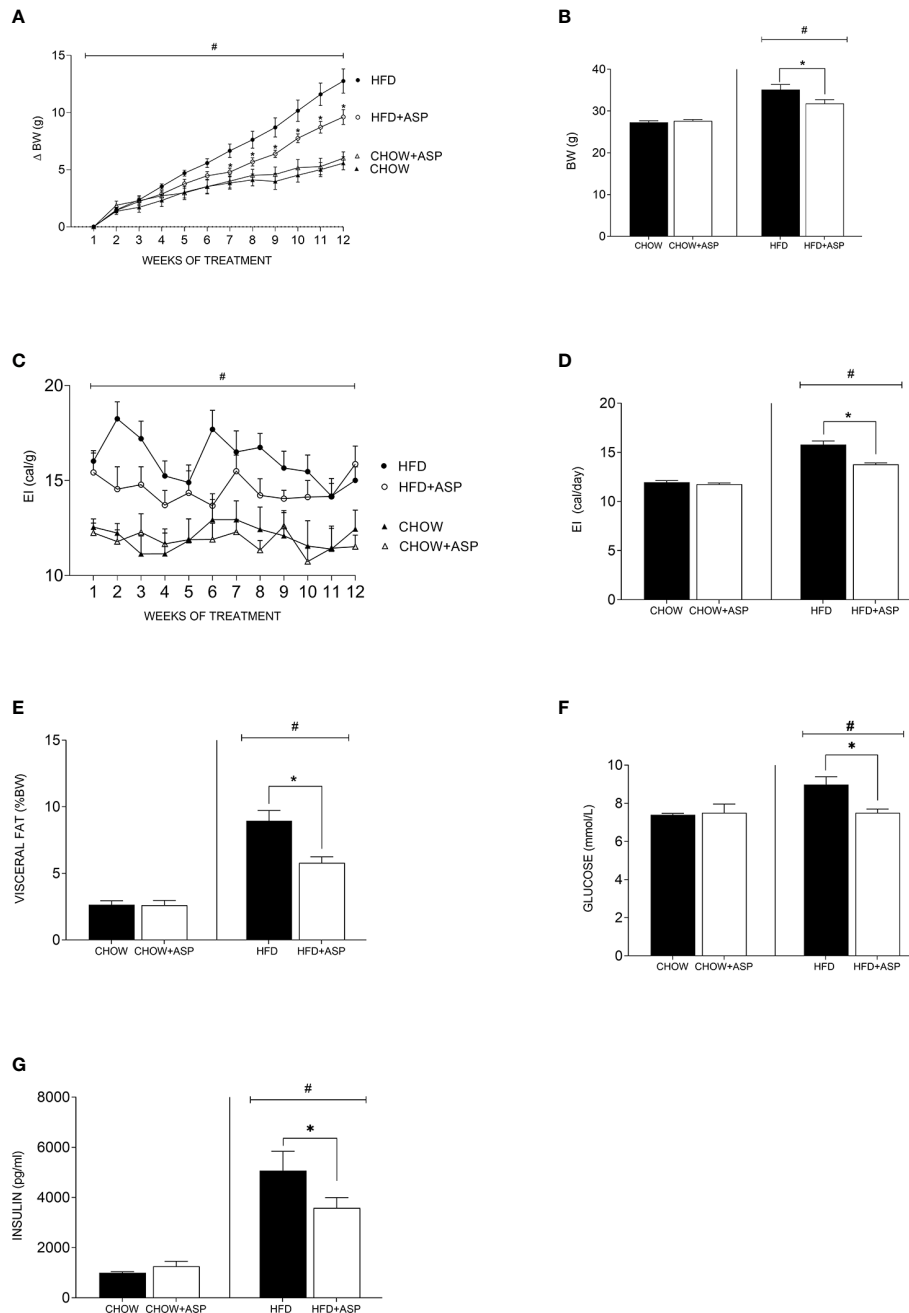 A
#
15
10
5
0
Δ BW (g)
HFD
HFD+ASP
CHOW+ASP
CHOW
* * * * * *
1 2 3 4 5 6 7 8 9 10 11 12
WEEKS OF TREATMENT
B
#
*
40
30
20
10
0
BW (g)
CHOW CHOW+ASP HFD HFD+ASP
C
#
20
15
10
EI (cal/g)
HFD
HFD+ASP
CHOW
CHOW+ASP
1 2 3 4 5 6 7 8 9 10 11 12
WEEKS OF TREATMENT
D
#
*
20
15
10
5
0
EI (cal/day)
CHOW CHOW+ASP HFD HFD+ASP
E
#
*
15
10
5
0
VISCERAL FAT (%BW)
CHOW CHOW+ASP HFD HFD+ASP
F
#
*
10
8
6
4
2
0
GLUCOSE (mmol/L)
CHOW CHOW+ASP HFD HFD+ASP
G
#
*
8000
6000
4000
2000
0
INSULIN (pg/ml)
CHOW CHOW+ASP HFD HFD+ASP